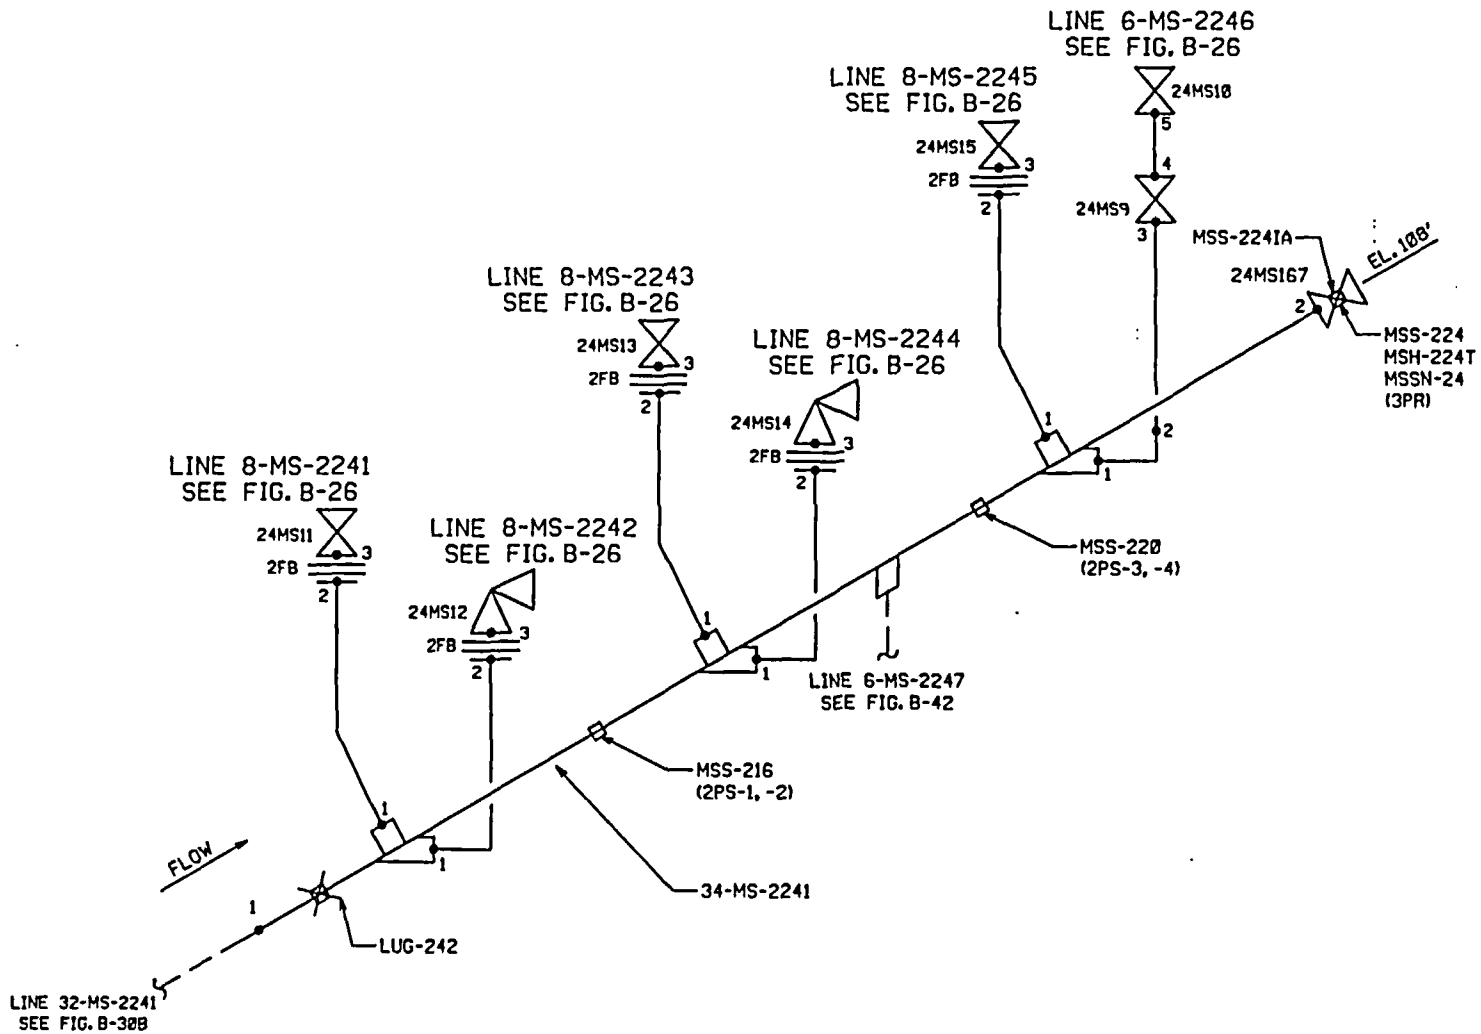 LINE 6-MS-2246
SEE FIG. B-26
24MS10
5
4
24MS9
3
2
1
LINE 8-MS-2245
SEE FIG. B-26
24MS15
3
2FB
2
1
MSS-2241A
EL. 108'
24MS167
2
MSS-224
MSH-224T
MSSN-24
(3PR)
LINE 8-MS-2243
SEE FIG. B-26
24MS13
3
2FB
2
1
LINE 8-MS-2244
SEE FIG. B-26
24MS14
3
2FB
2
1
MSS-220
(2PS-3, -4)
LINE 6-MS-2247
SEE FIG. B-42
LINE 8-MS-2241
SEE FIG. B-26
24MS11
3
2FB
2
1
LINE 8-MS-2242
SEE FIG. B-26
24MS12
3
2FB
2
1
MSS-216
(2PS-1, -2)
FLOW
34-MS-2241
1
LUG-242
LINE 32-MS-2241
SEE FIG. B-30B